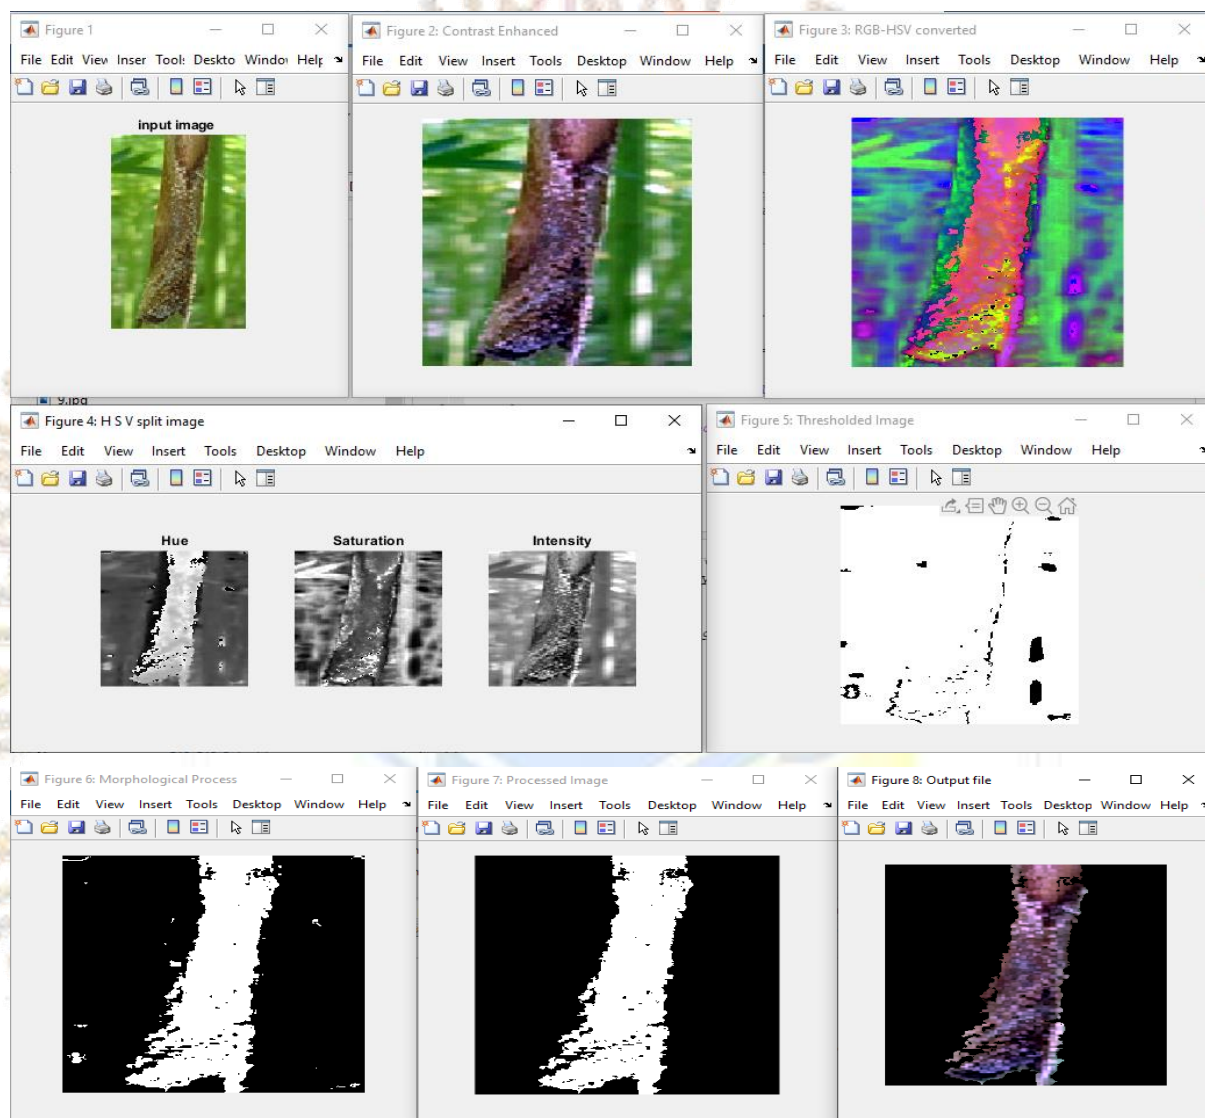 Figure 1
File Edit View Inser Tools Deskto Window Help
input image
Figure 2: Contrast Enhanced
File Edit View Insert Tools Desktop Window Help
Figure 3: RGB-HSV converted
File Edit View Insert Tools Desktop Window Help
9.jpg
Figure 4: H S V split image
File Edit View Insert Tools Desktop Window Help
Hue Saturation Intensity
Figure 5: Thresholded Image
File Edit View Insert Tools Desktop Window Help
Figure 6: Morphological Process
File Edit View Insert Tools Desktop Window Help
Figure 7: Processed Image
File Edit View Insert Tools Desktop Window Help
Figure 8: Output file
File Edit View Insert Tools Desktop Window Help